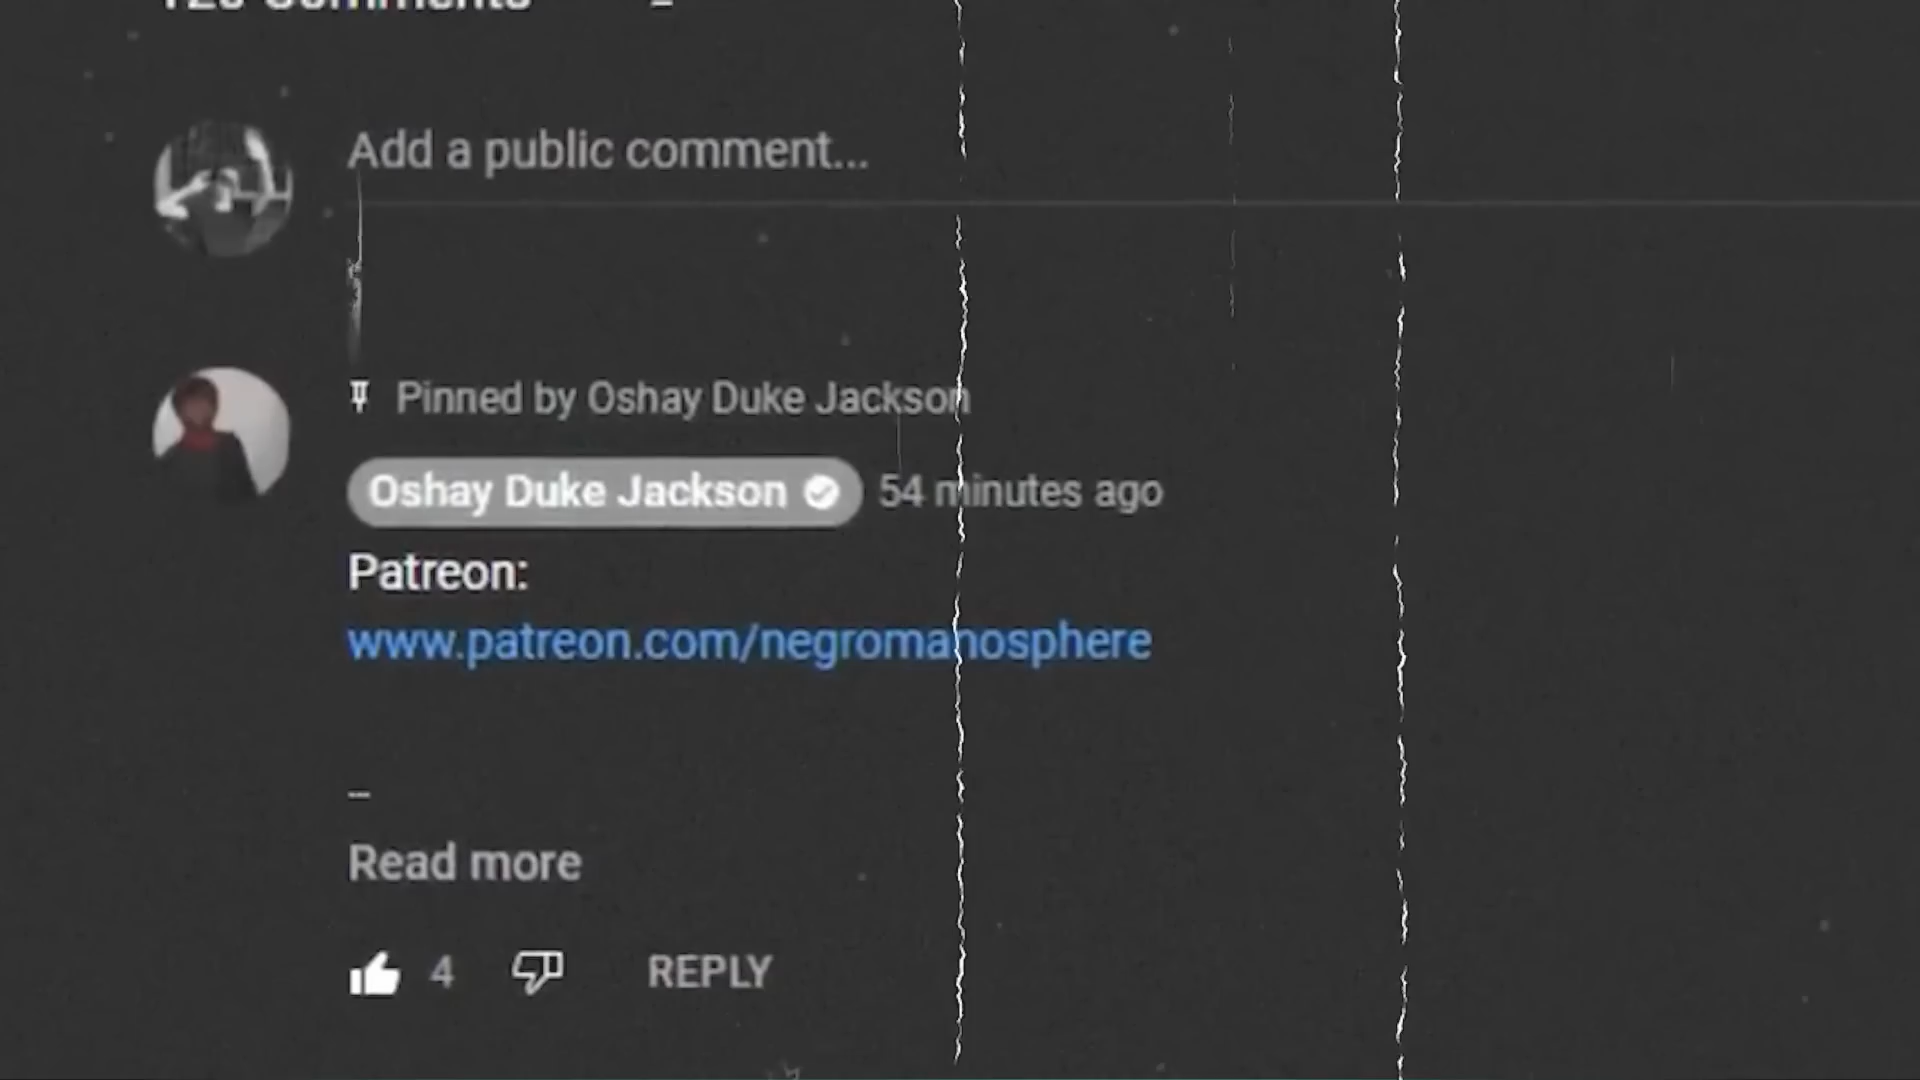 Comments
Add a public comment...
Pinned by Oshay Duke Jackson
Oshay Duke Jackson 54 minutes ago
Patreon:
www.patreon.com/negromanosphere
--
Read more
4 REPLY